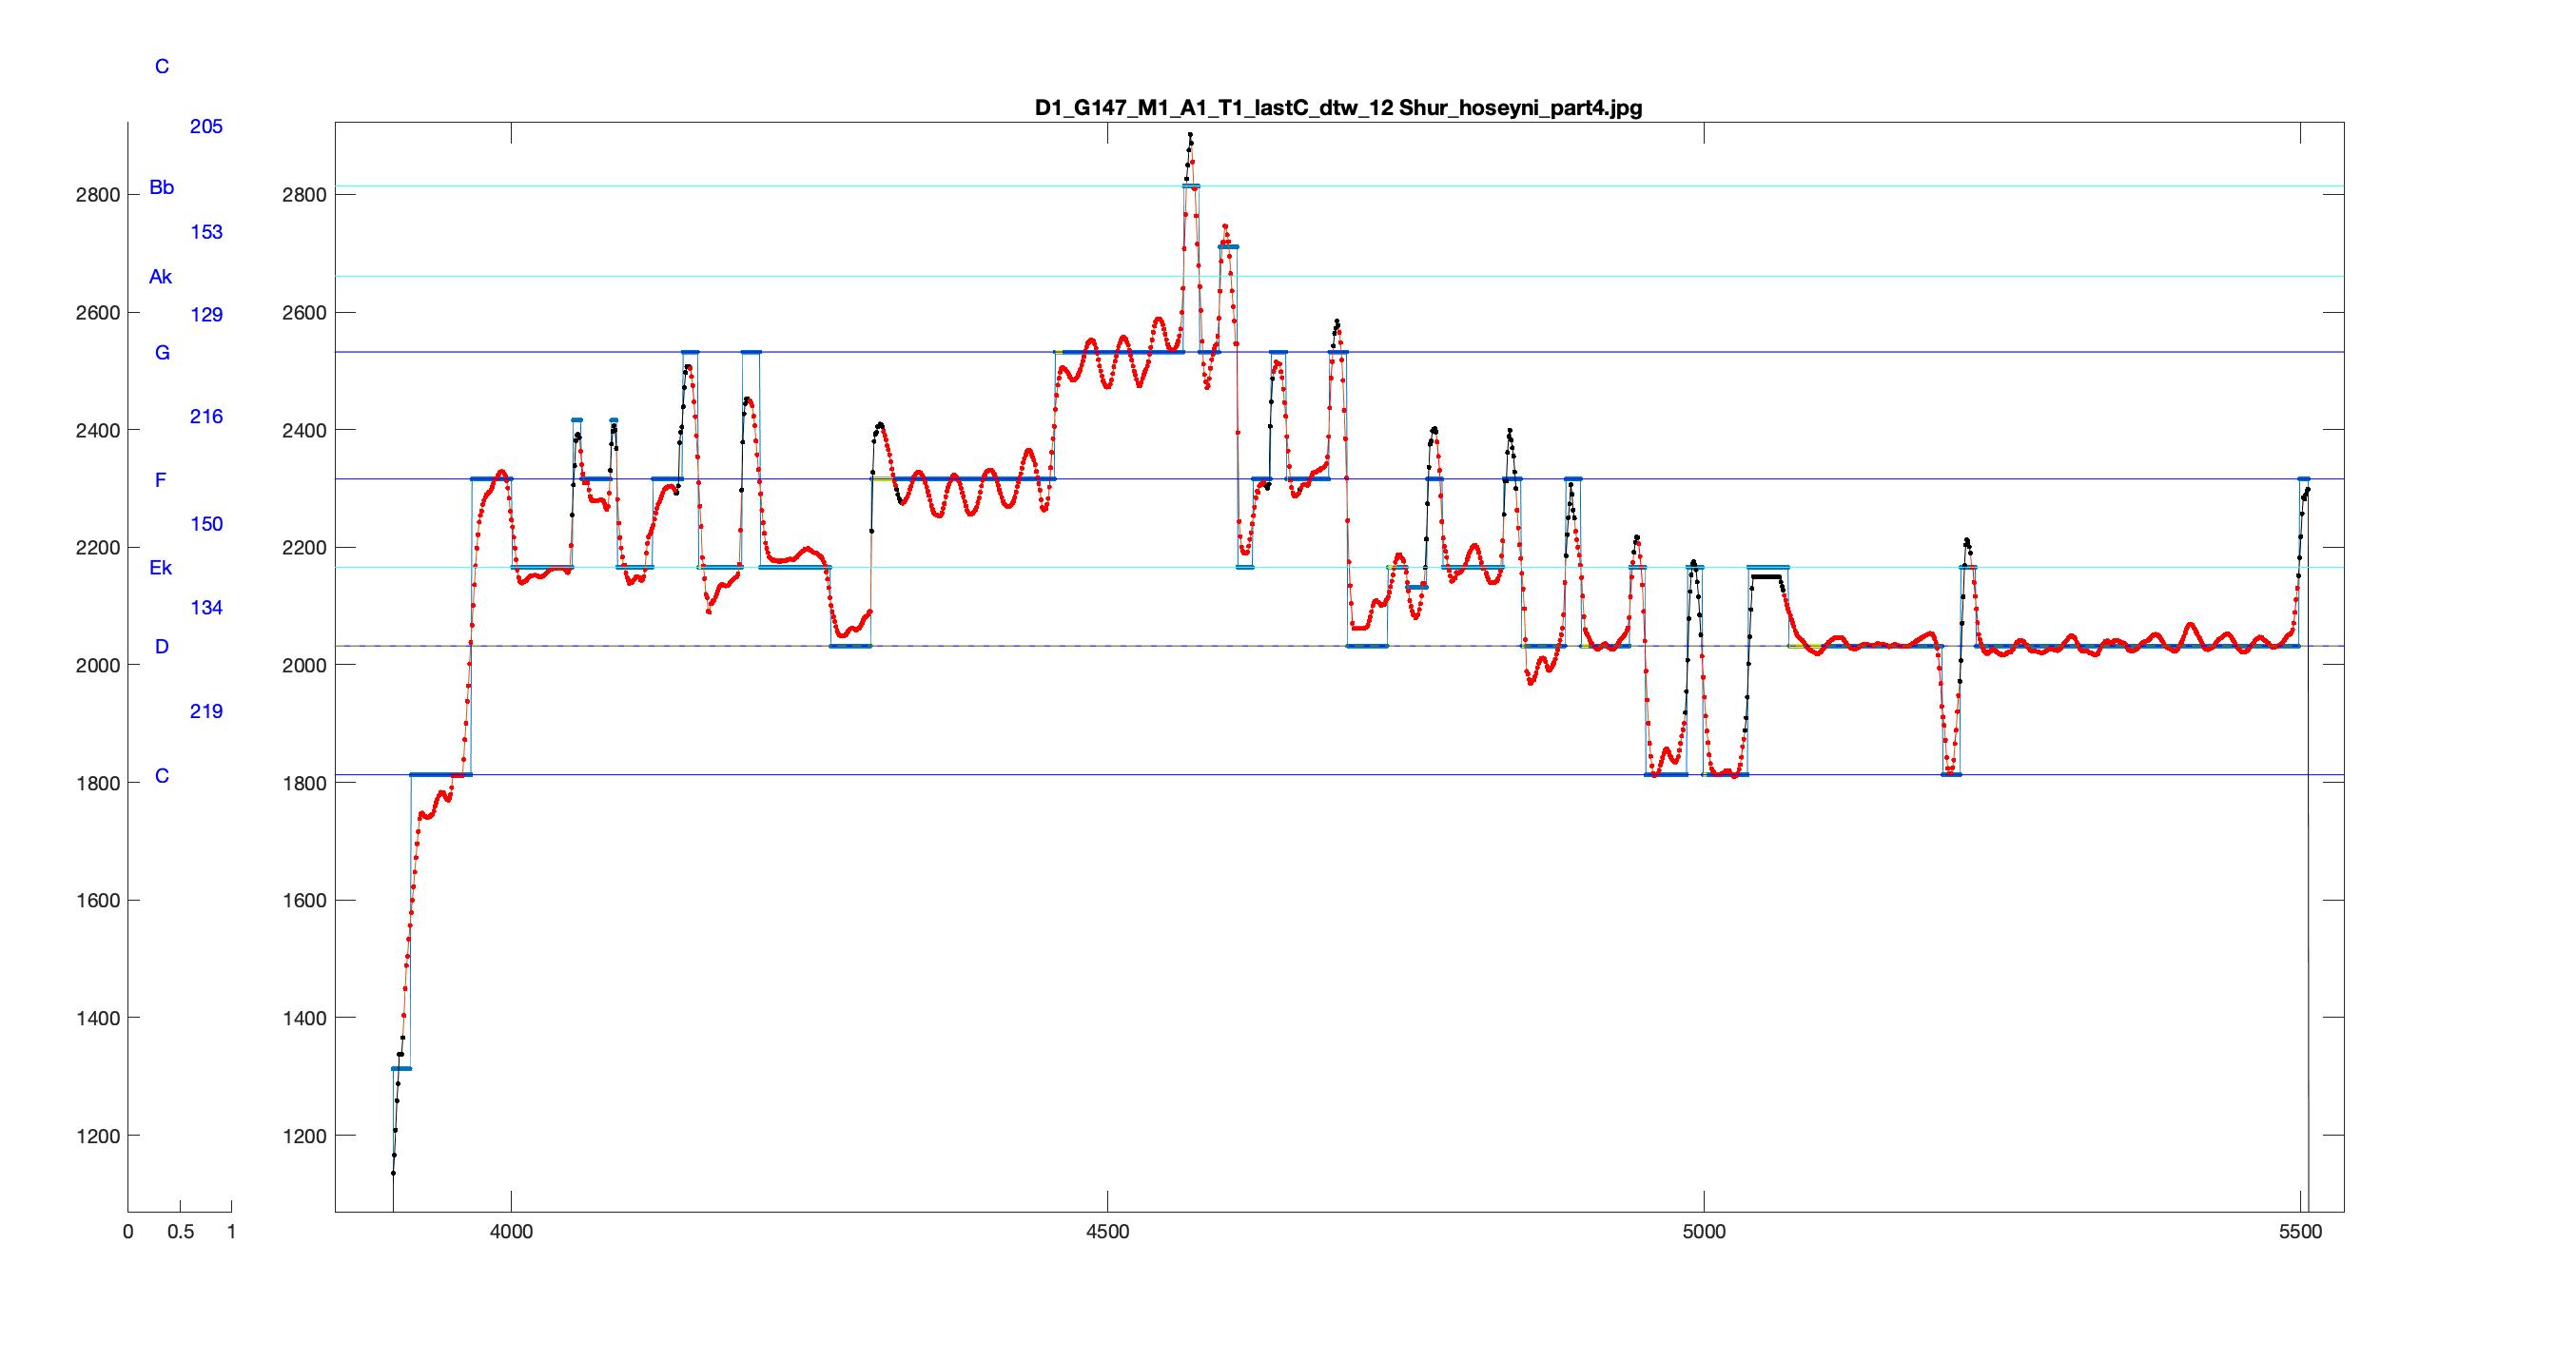 C
D1_G147_M1_A1_T1_lastC_dtw_12 Shur_hoseyni_part4.jpg
205
2800 Bb 2800
153
Ak
2600 129 2600
G
216
2400 2400
F
150
2200 2200
Ek
134
D
2000 2000
219
1800 C 1800
1600 1600
1400 1400
1200 1200
0 0.5 1 4000 4500 5000 5500